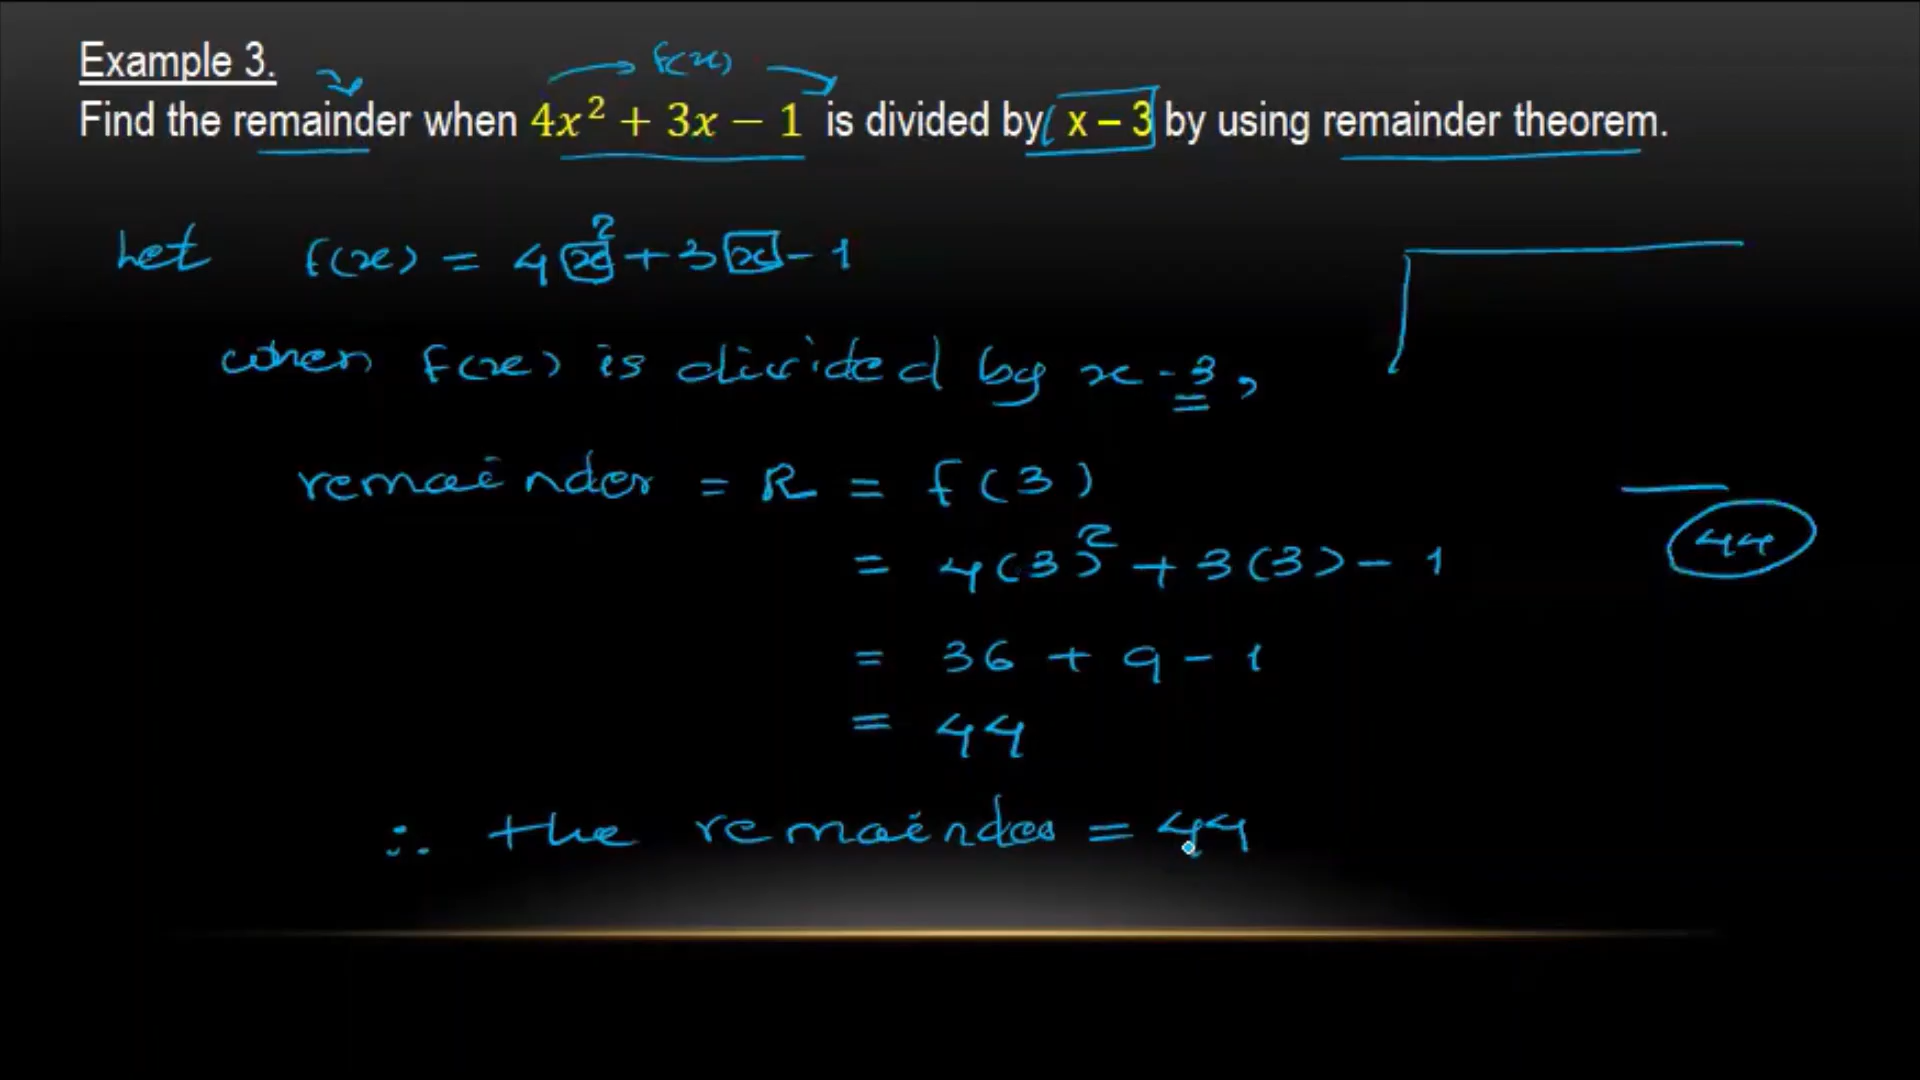 Example 3.
f(x)
Find the remainder when 4x² + 3x − 1 is divided by x – 3 by using remainder theorem.
Let f(x) = 4x² + 3x - 1
when f(x) is divided by x - 3,
remainder = R = f(3)
= 4(3)² + 3(3) - 1
44
= 36 + 9 - 1
= 44
∴ the remainder = 44